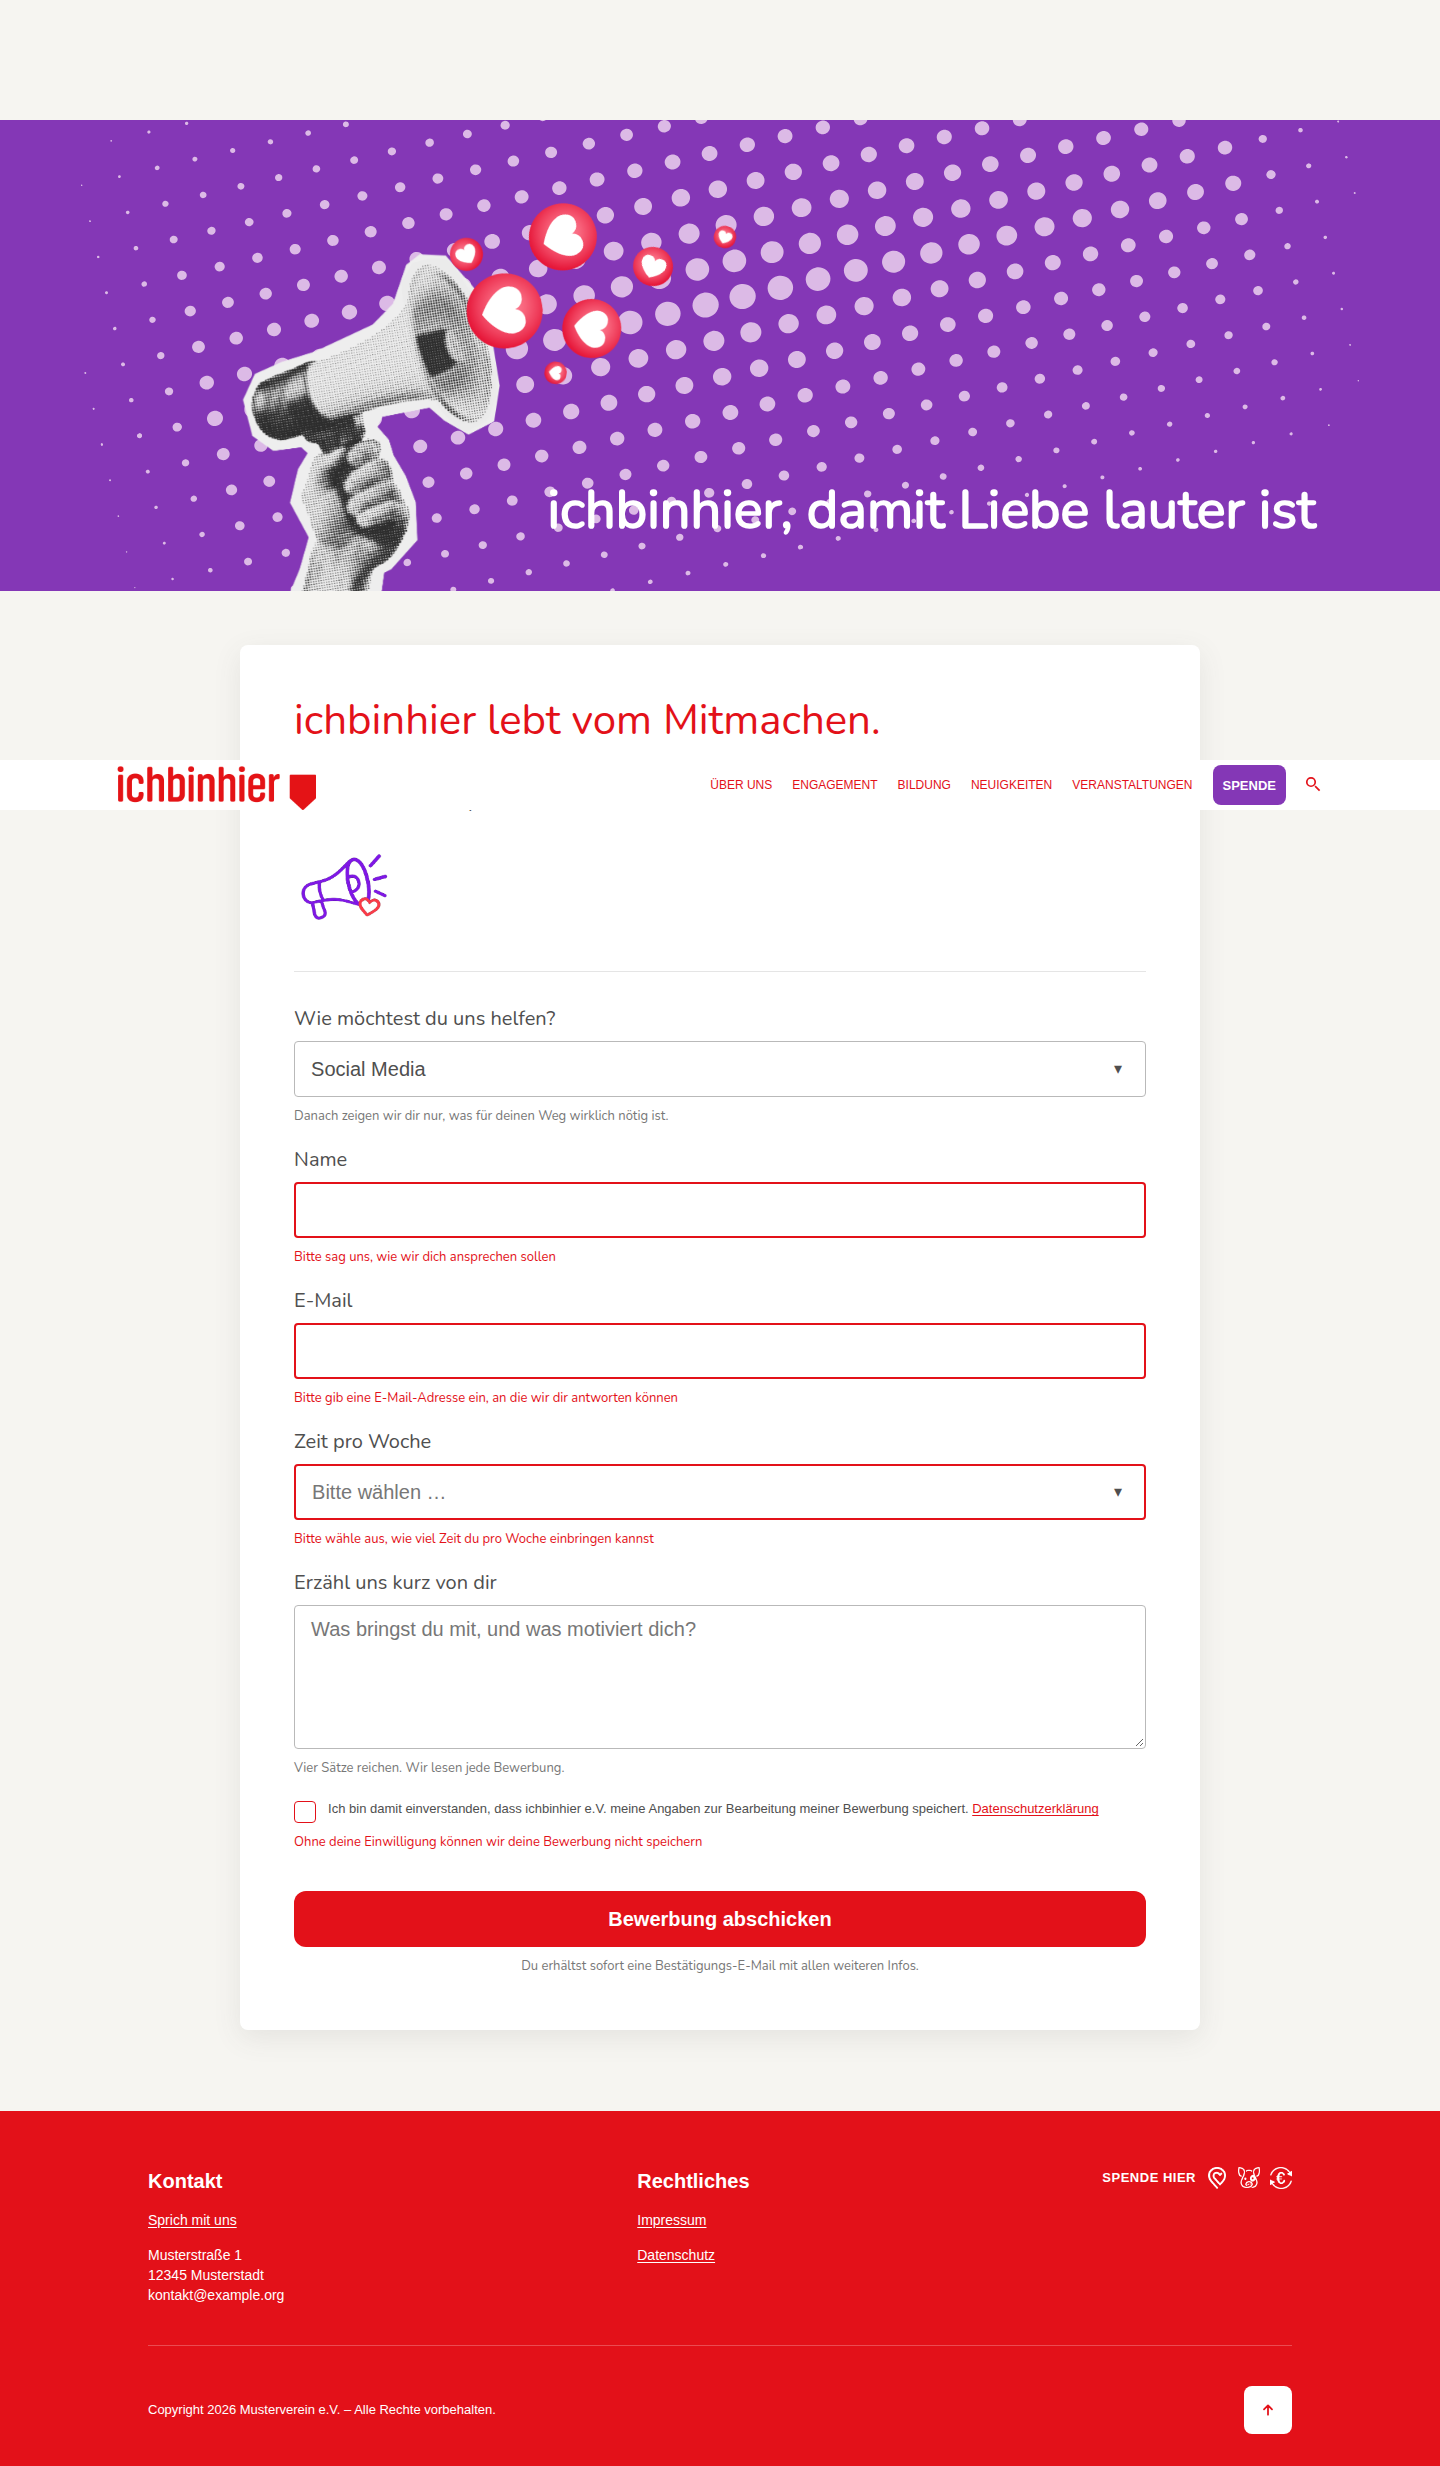 ichbinhier, damit Liebe lauter ist
ichbinhier lebt vom Mitmachen.
ichbinhier
ÜBER UNS ENGAGEMENT BILDUNG NEUIGKEITEN VERANSTALTUNGEN SPENDE
Wie möchtest du uns helfen?
Social Media
Danach zeigen wir dir nur, was für deinen Weg wirklich nötig ist.
Name
Bitte sag uns, wie wir dich ansprechen sollen
E-Mail
Bitte gib eine E-Mail-Adresse ein, an die wir dir antworten können
Zeit pro Woche
Bitte wählen …
Bitte wähle aus, wie viel Zeit du pro Woche einbringen kannst
Erzähl uns kurz von dir
Was bringst du mit, und was motiviert dich?
Vier Sätze reichen. Wir lesen jede Bewerbung.
Ich bin damit einverstanden, dass ichbinhier e.V. meine Angaben zur Bearbeitung meiner Bewerbung speichert. Datenschutzerklärung
Ohne deine Einwilligung können wir deine Bewerbung nicht speichern
Bewerbung abschicken
Du erhältst sofort eine Bestätigungs-E-Mail mit allen weiteren Infos.
Kontakt
Sprich mit uns
Musterstraße 1
12345 Musterstadt
kontakt@example.org
Rechtliches
Impressum
Datenschutz
SPENDE HIER
Copyright 2026 Musterverein e.V. – Alle Rechte vorbehalten.